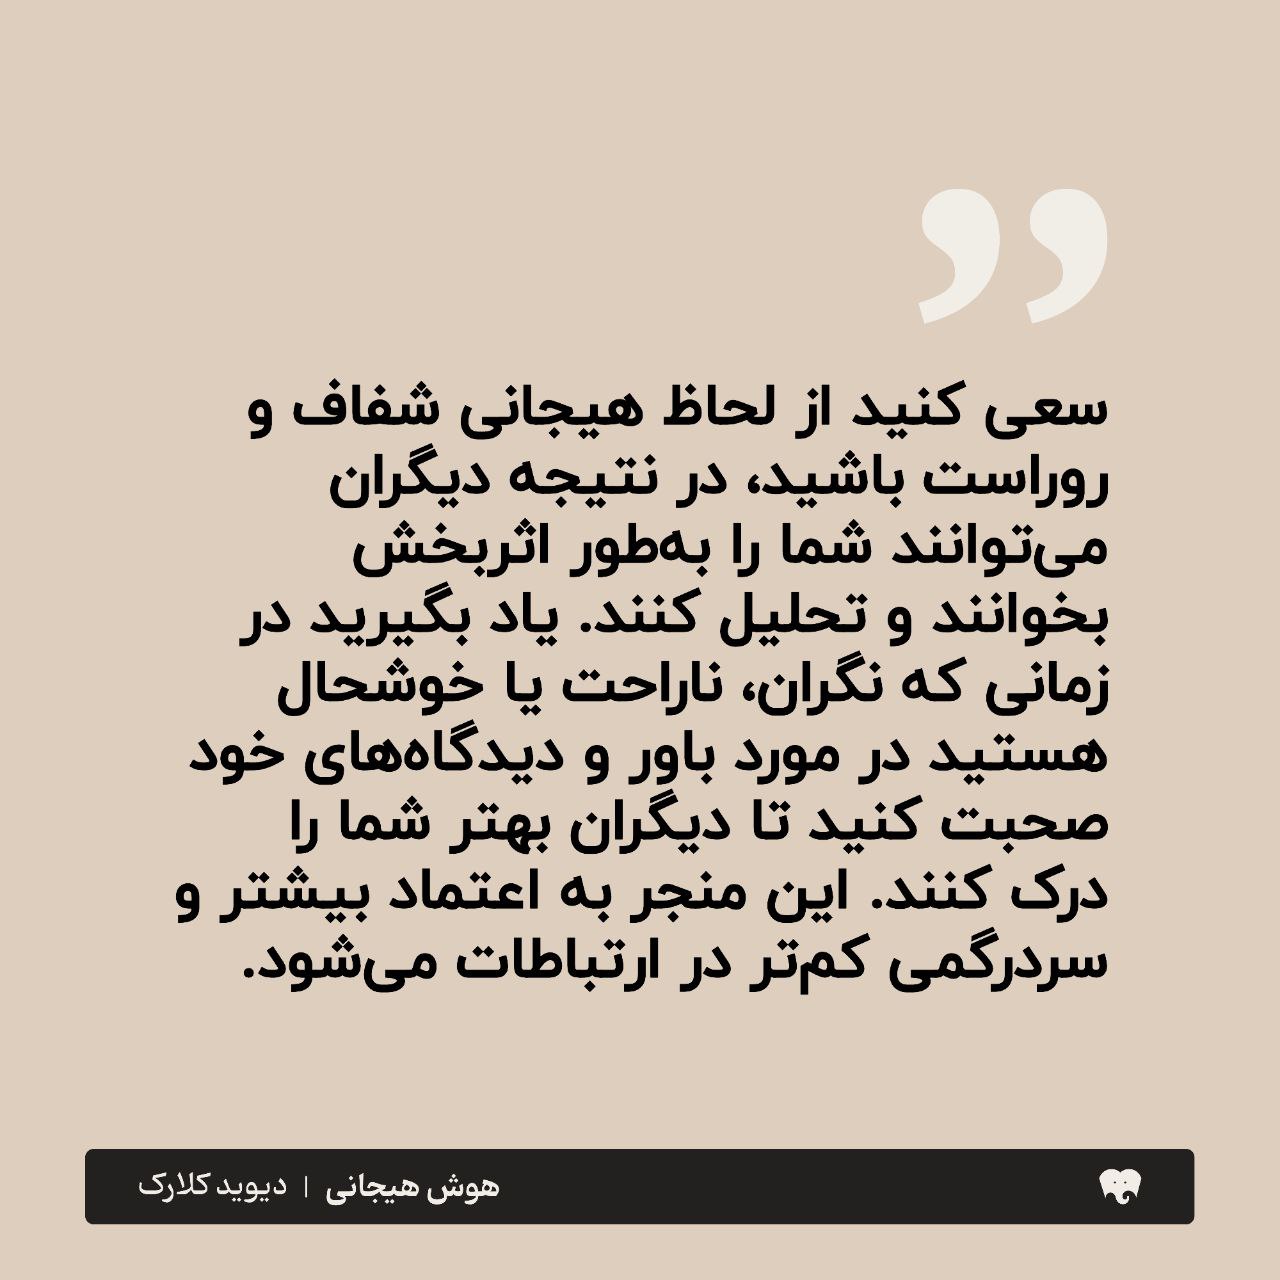 سعی کنید از لحاظ هیجانی شفاف و
روراست باشید، در نتیجه دیگران
می‌توانند شما را به‌طور اثربخش
بخوانند و تحلیل کنند. یاد بگیرید در
زمانی که نگران، ناراحت یا خوشحال
هستید در مورد باور و دیدگاه‌های خود
صحبت کنید تا دیگران بهتر شما را
درک کنند. این منجر به اعتماد بیشتر و
سردرگمی کم‌تر در ارتباطات می‌شود.
هوش هیجانی | دیوید کلارک